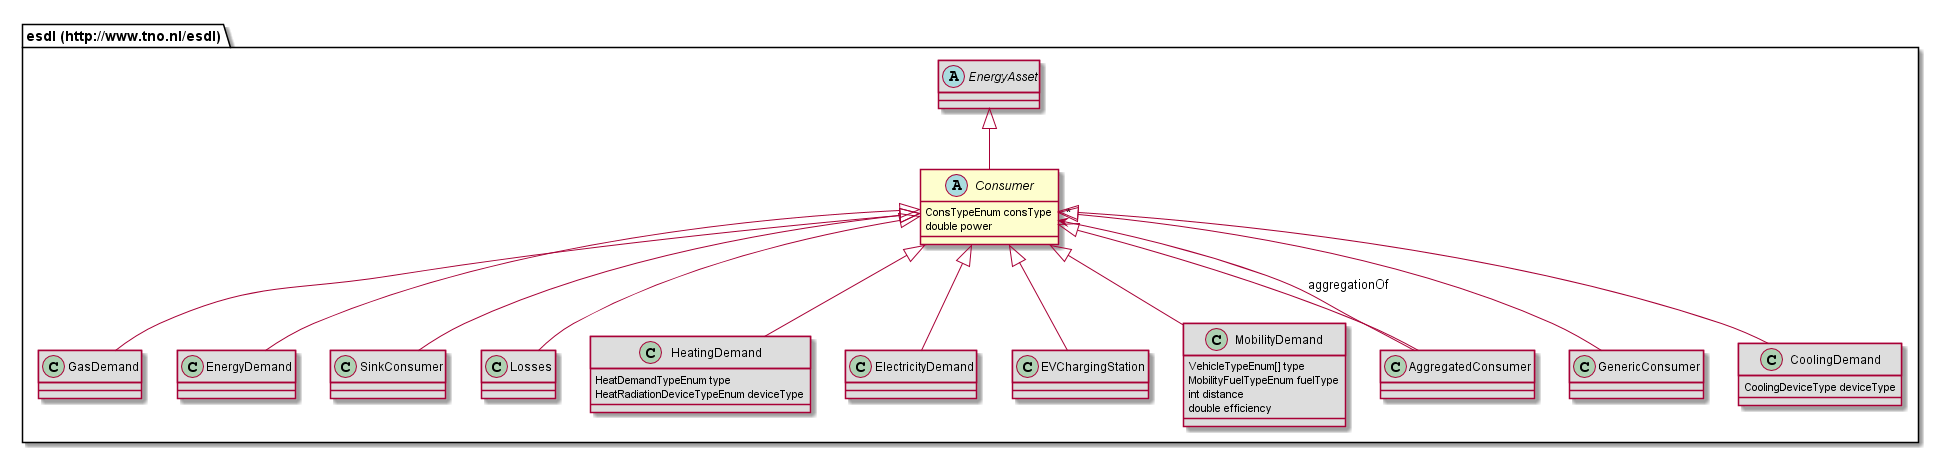 esdl (http://www.tno.nl/esdl)
A EnergyAsset
A Consumer
ConsTypeEnum consType
double power
*
aggregationOf
C GasDemand
C EnergyDemand
C SinkConsumer
C Losses
C HeatingDemand
HeatDemandTypeEnum type
HeatRadiationDeviceTypeEnum deviceType
C ElectricityDemand
C EVChargingStation
C MobilityDemand
VehicleTypeEnum[] type
MobilityFuelTypeEnum fuelType
int distance
double efficiency
C AggregatedConsumer
C GenericConsumer
C CoolingDemand
CoolingDeviceType deviceType